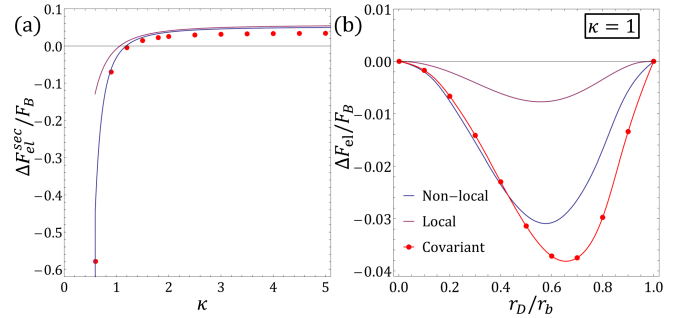 (a)
0.1
0.0
−0.1
−0.2
−0.3
−0.4
−0.5
−0.6
ΔF_el^sec/F_B
0 1 2 3 4 5
κ
(b)
κ = 1
0.00
−0.01
−0.02
−0.03
−0.04
ΔF_el/F_B
Non−local
Local
Covariant
0.0 0.2 0.4 0.6 0.8 1.0
r_D/r_b